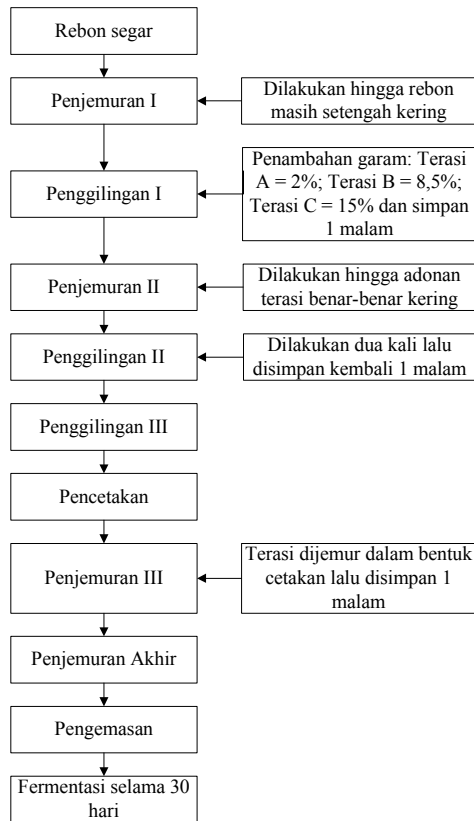 Rebon segar
Penjemuran I
Dilakukan hingga rebon
masih setengah kering
Penggilingan I
Penambahan garam: Terasi
A = 2%; Terasi B = 8,5%;
Terasi C = 15% dan simpan
1 malam
Penjemuran II
Dilakukan hingga adonan
terasi benar-benar kering
Penggilingan II
Dilakukan dua kali lalu
disimpan kembali 1 malam
Penggilingan III
Pencetakan
Penjemuran III
Terasi dijemur dalam bentuk
cetakan lalu disimpan 1
malam
Penjemuran Akhir
Pengemasan
Fermentasi selama 30
hari